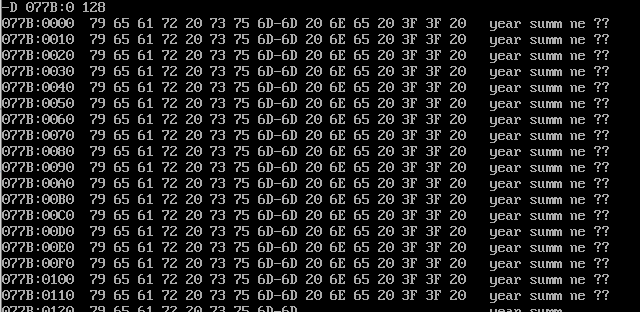 -D 077B:0 128
077B:0000 79 65 61 72 20 73 75 6D-6D 20 6E 65 20 3F 3F 20 year summ ne ??
077B:0010 79 65 61 72 20 73 75 6D-6D 20 6E 65 20 3F 3F 20 year summ ne ??
077B:0020 79 65 61 72 20 73 75 6D-6D 20 6E 65 20 3F 3F 20 year summ ne ??
077B:0030 79 65 61 72 20 73 75 6D-6D 20 6E 65 20 3F 3F 20 year summ ne ??
077B:0040 79 65 61 72 20 73 75 6D-6D 20 6E 65 20 3F 3F 20 year summ ne ??
077B:0050 79 65 61 72 20 73 75 6D-6D 20 6E 65 20 3F 3F 20 year summ ne ??
077B:0060 79 65 61 72 20 73 75 6D-6D 20 6E 65 20 3F 3F 20 year summ ne ??
077B:0070 79 65 61 72 20 73 75 6D-6D 20 6E 65 20 3F 3F 20 year summ ne ??
077B:0080 79 65 61 72 20 73 75 6D-6D 20 6E 65 20 3F 3F 20 year summ ne ??
077B:0090 79 65 61 72 20 73 75 6D-6D 20 6E 65 20 3F 3F 20 year summ ne ??
077B:00A0 79 65 61 72 20 73 75 6D-6D 20 6E 65 20 3F 3F 20 year summ ne ??
077B:00B0 79 65 61 72 20 73 75 6D-6D 20 6E 65 20 3F 3F 20 year summ ne ??
077B:00C0 79 65 61 72 20 73 75 6D-6D 20 6E 65 20 3F 3F 20 year summ ne ??
077B:00D0 79 65 61 72 20 73 75 6D-6D 20 6E 65 20 3F 3F 20 year summ ne ??
077B:00E0 79 65 61 72 20 73 75 6D-6D 20 6E 65 20 3F 3F 20 year summ ne ??
077B:00F0 79 65 61 72 20 73 75 6D-6D 20 6E 65 20 3F 3F 20 year summ ne ??
077B:0100 79 65 61 72 20 73 75 6D-6D 20 6E 65 20 3F 3F 20 year summ ne ??
077B:0110 79 65 61 72 20 73 75 6D-6D 20 6E 65 20 3F 3F 20 year summ ne ??
077B:0120 79 65 61 72 20 73 75 6D-6D year summ